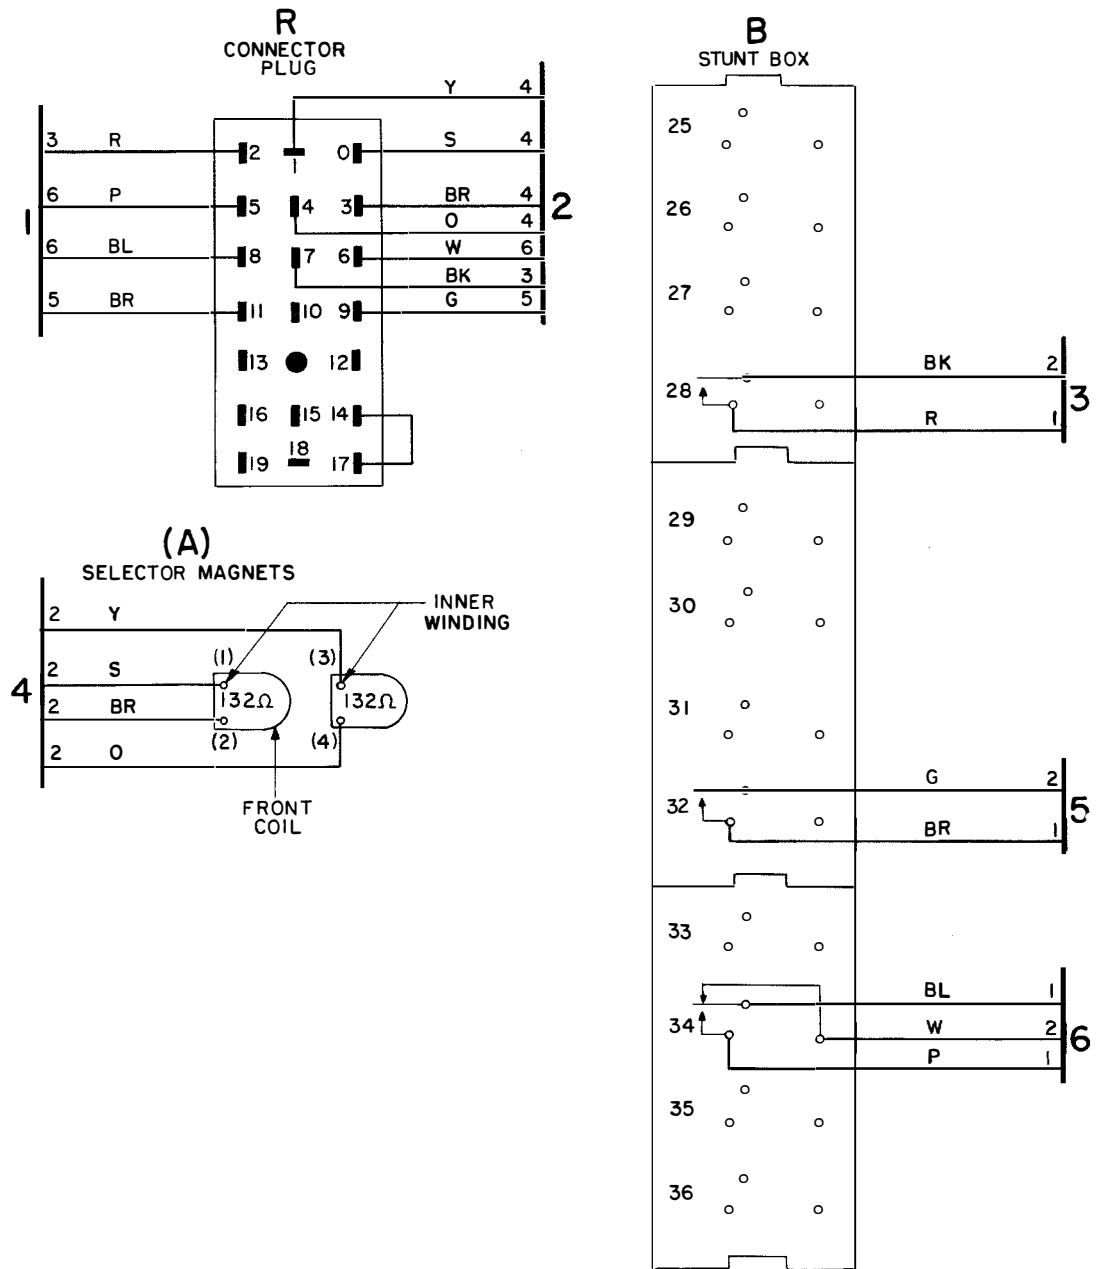 R
CONNECTOR
PLUG
Y 4
3 R 2 1 0 S 4
6 P 5 4 3 BR 4
1 2
O 4
6 BL 8 7 6 W 6
BK 3
5 BR 11 10 9 G 5
13 12
16 15 14
18
19 17
(A)
SELECTOR MAGNETS
2 Y
INNER
WINDING
2 S (1) (3)
4
132Ω 132Ω
2 BR
(2) (4)
2 O
FRONT
COIL
B
STUNT BOX
25
26
27
BK 2
28
3
R 1
29
30
31
G 2
32
5
BR 1
33
BL 1
34 W 2
6
P 1
35
36